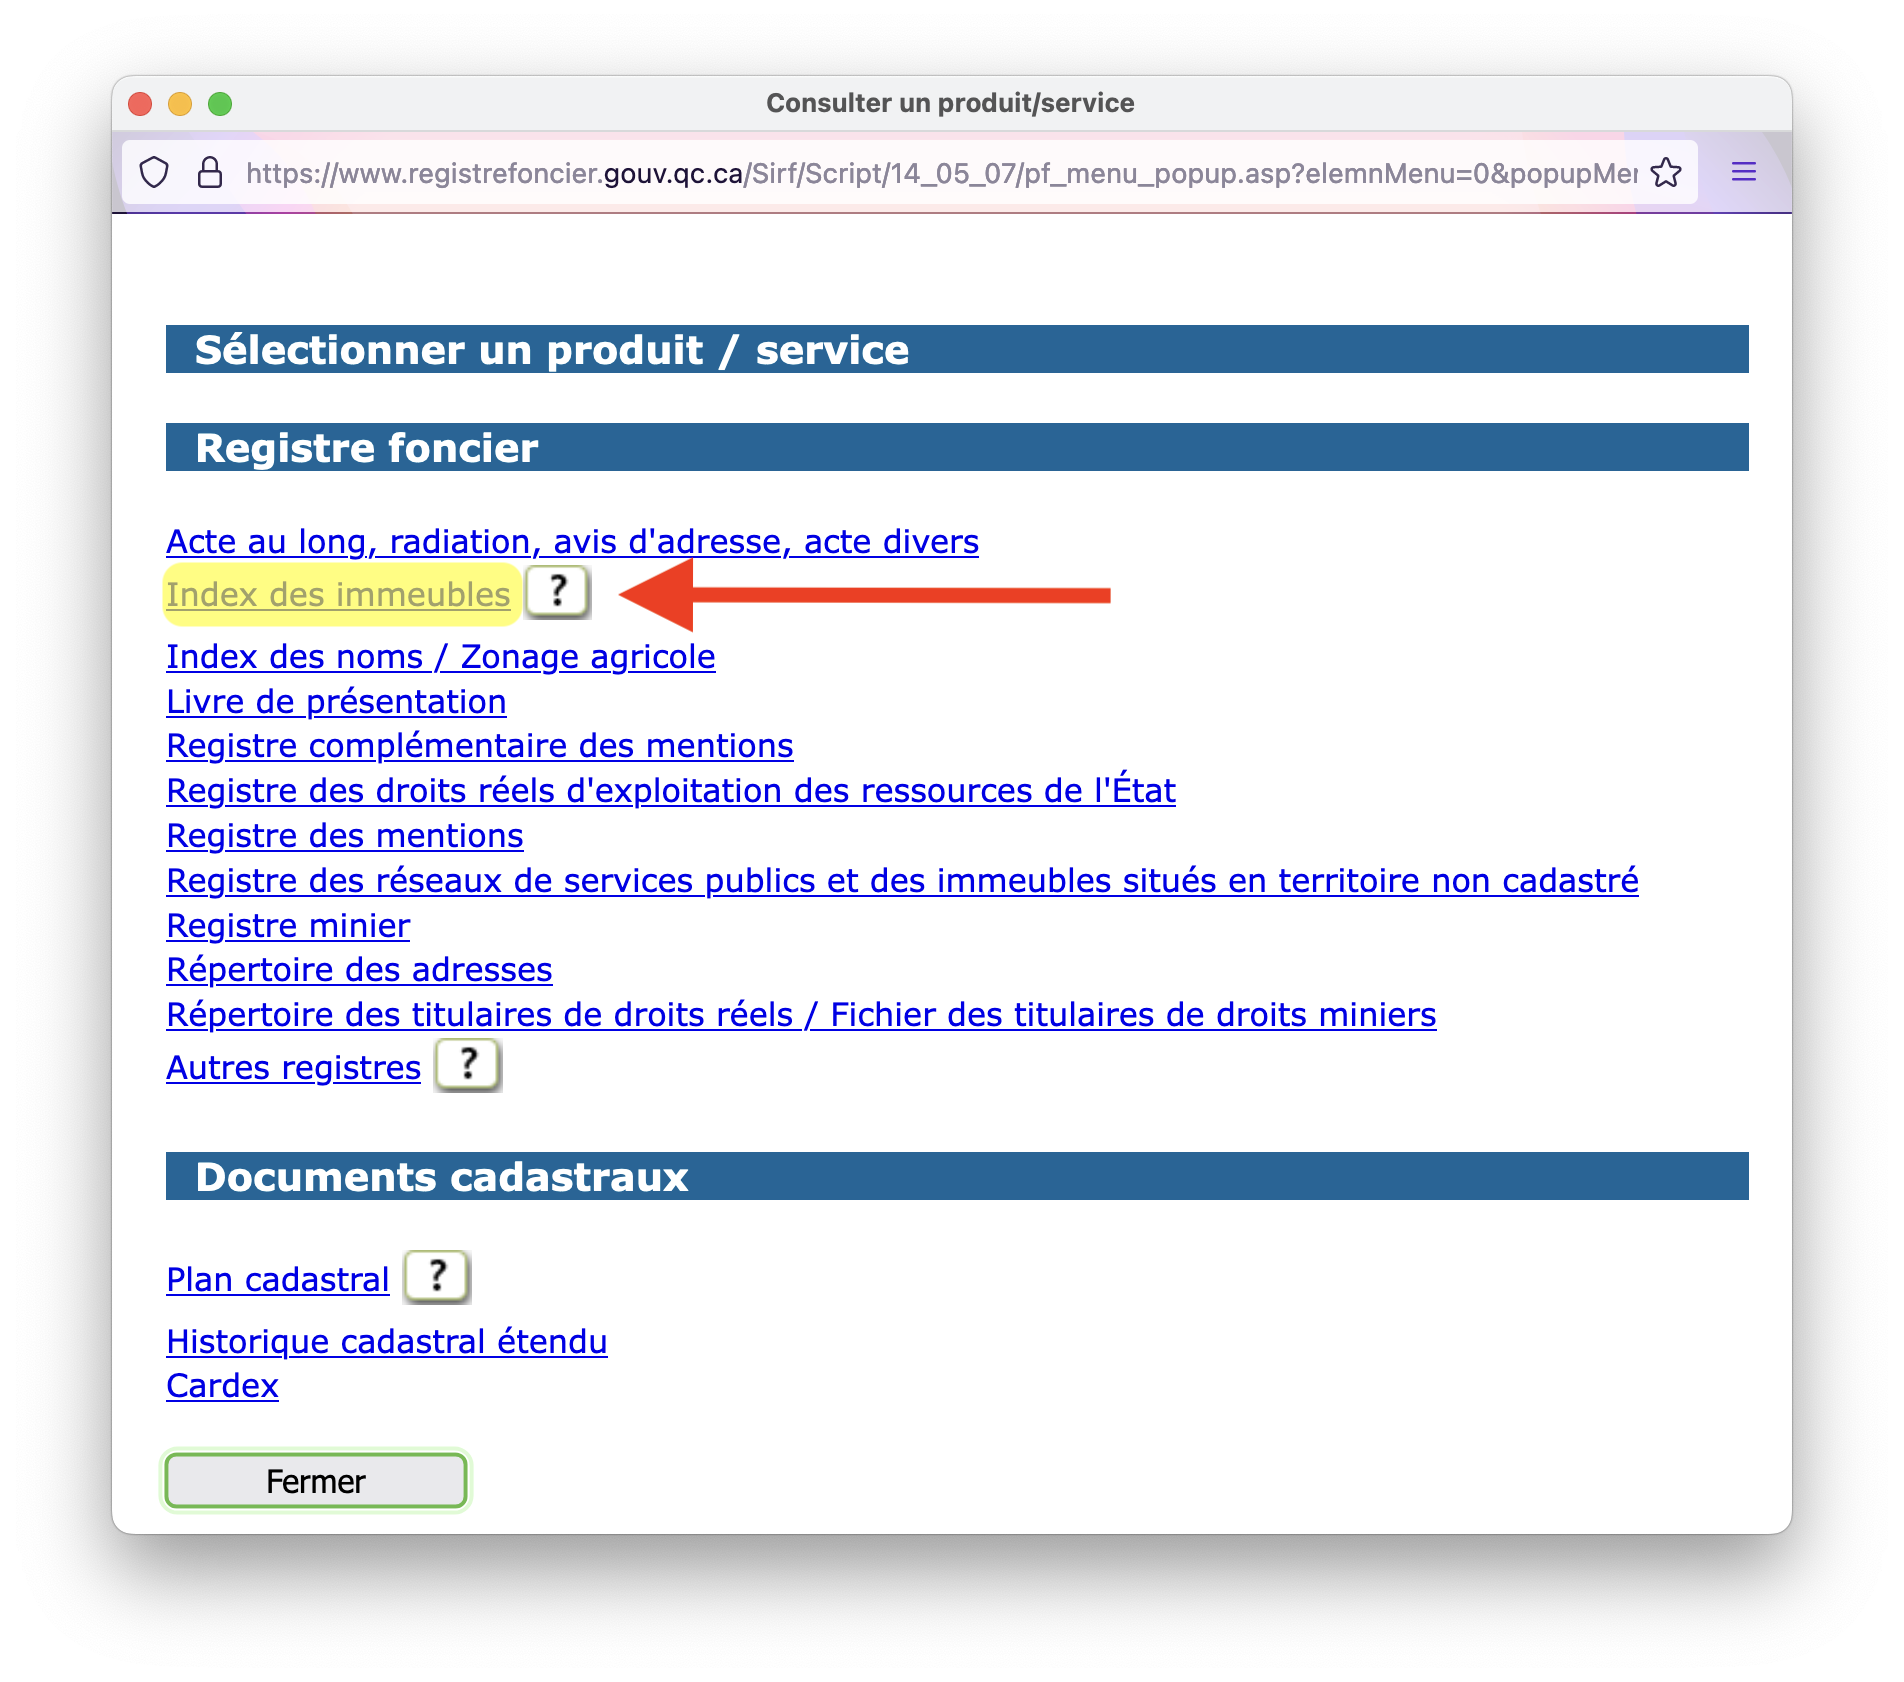 Consulter un produit/service
https://www.registrefoncier.gouv.qc.ca/Sirf/Script/14_05_07/pf_menu_popup.asp?elemnMenu=0&popupMer
Sélectionner un produit / service
Registre foncier
Acte au long, radiation, avis d'adresse, acte divers
Index des immeubles ?
Index des noms / Zonage agricole
Livre de présentation
Registre complémentaire des mentions
Registre des droits réels d'exploitation des ressources de l'État
Registre des mentions
Registre des réseaux de services publics et des immeubles situés en territoire non cadastré
Registre minier
Répertoire des adresses
Répertoire des titulaires de droits réels / Fichier des titulaires de droits miniers
Autres registres ?
Documents cadastraux
Plan cadastral ?
Historique cadastral étendu
Cardex
Fermer